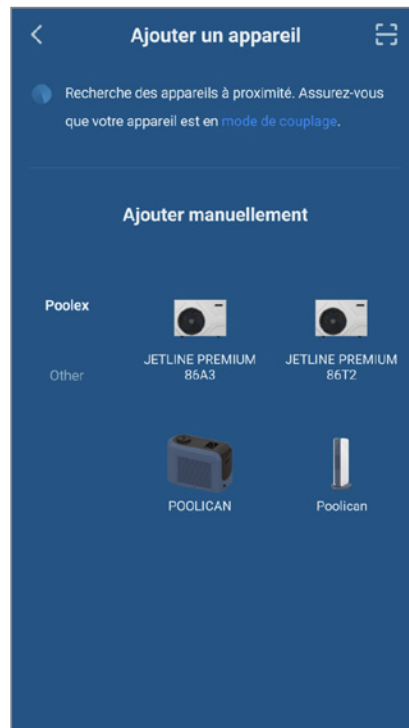 Ajouter un appareil
Recherche des appareils à proximité. Assurez-vous
que votre appareil est en mode de couplage.
Ajouter manuellement
Poolex
Other
JETLINE PREMIUM
86A3
JETLINE PREMIUM
86T2
POOLICAN
Poolican